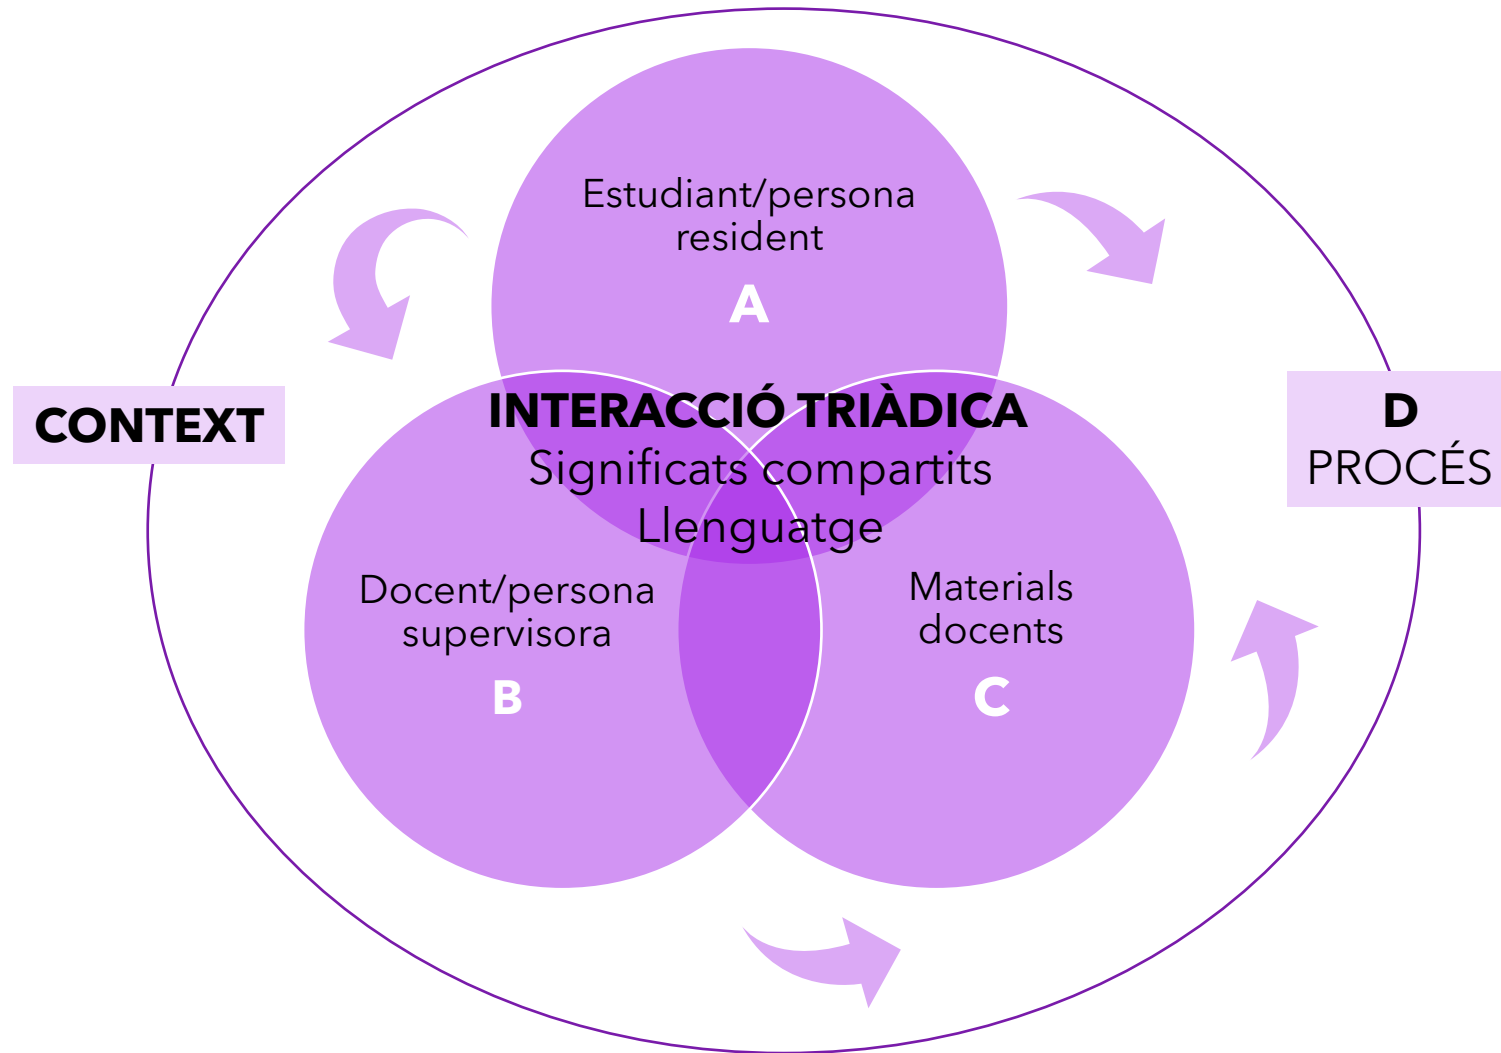 Estudiant/persona
resident
A
CONTEXT
INTERACCIÓ TRIÀDICA
Significats compartits
Llenguatge
D
PROCÉS
Docent/persona
supervisora
B
Materials
docents
C